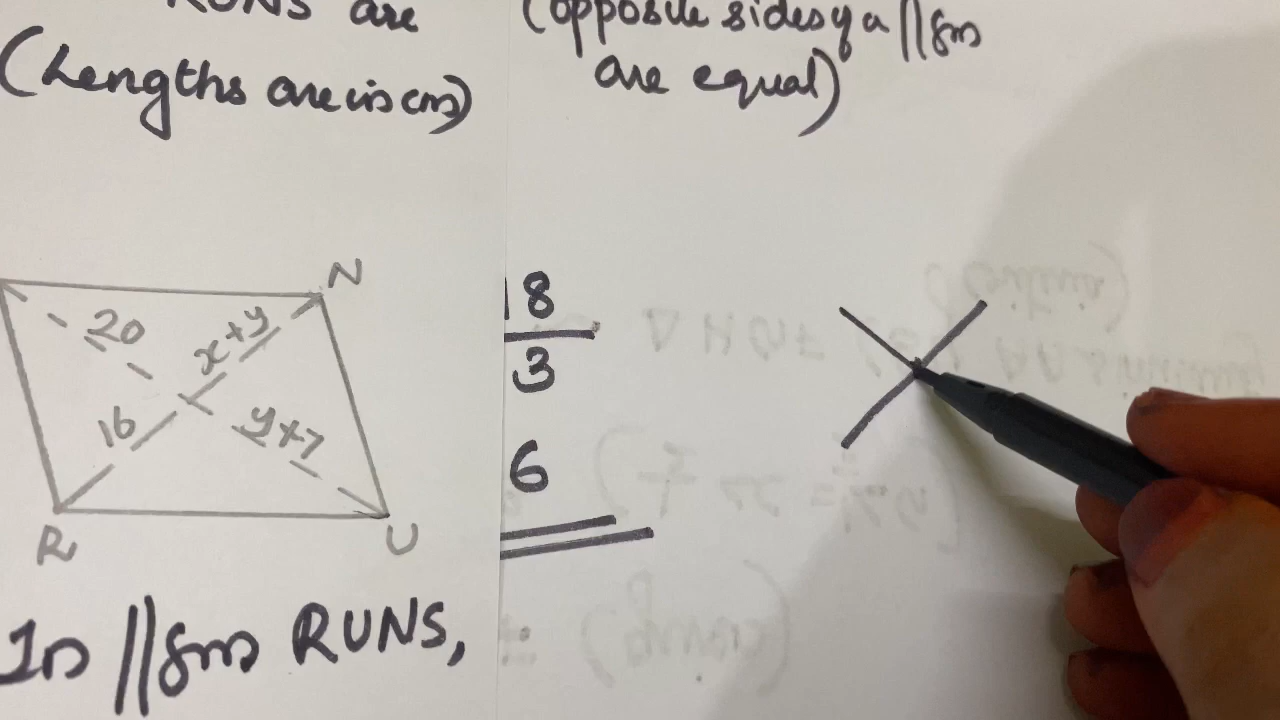 RUNS are
(Lengths are in cm)
(opposite sides of a ||gm
are equal)
N
20
x+y
16
y+7
R
U
8
3
6
In ||gm RUNS,